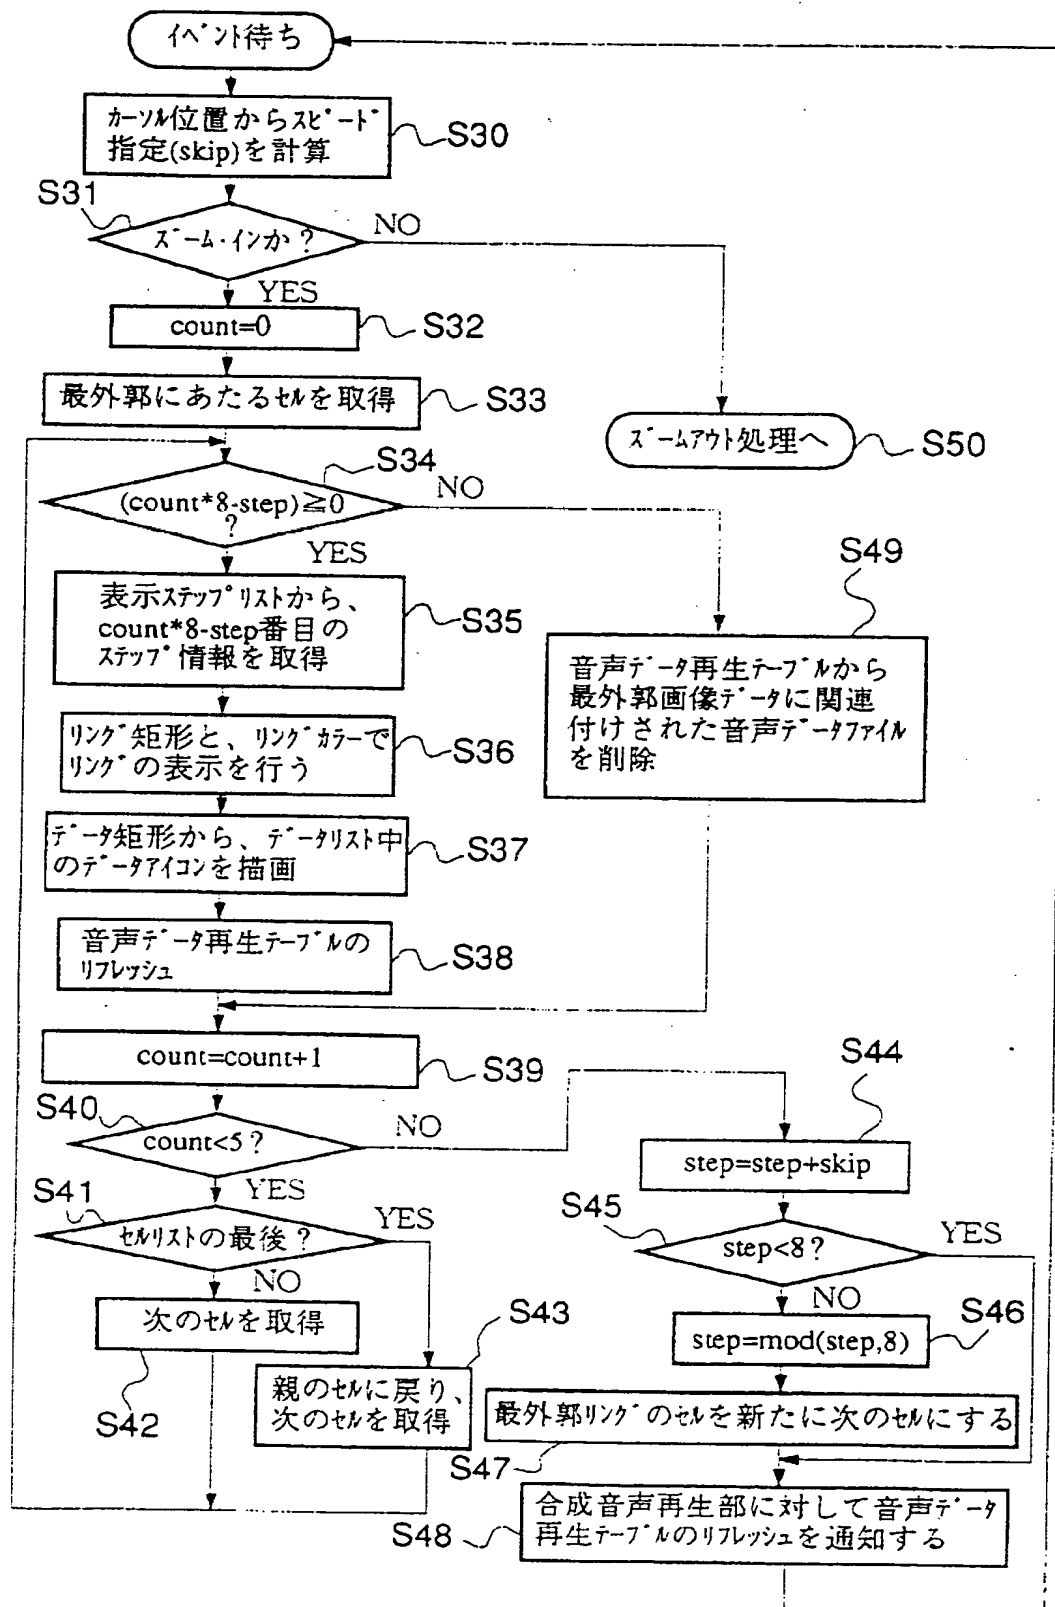 イベント待ち
カーソル位置からスピード
指定(skip)を計算
S30
S31
ズーム・インか?
NO
YES
count=0
S32
最外郭にあたるセルを取得
S33
ズームアウト処理へ
S50
S34
(count*8-step)≧0
?
NO
YES
表示ステップリストから、
count*8-step番目の
ステップ情報を取得
S35
S49
音声データ再生テーブルから
最外郭画像データに関連
付けされた音声データファイル
を削除
リング矩形と、リングカラーで
リングの表示を行う
S36
データ矩形から、データリスト中
のデータアイコンを描画
S37
音声データ再生テーブルの
リフレッシュ
S38
count=count+1
S39
S40
count<5?
NO
YES
S44
step=step+skip
S41
セルリストの最後?
YES
NO
S45
step<8?
YES
NO
次のセルを取得
S42
S43
親のセルに戻り、
次のセルを取得
step=mod(step,8)
S46
最外郭リングのセルを新たに次のセルにする
S47
合成音声再生部に対して音声データ
再生テーブルのリフレッシュを通知する
S48